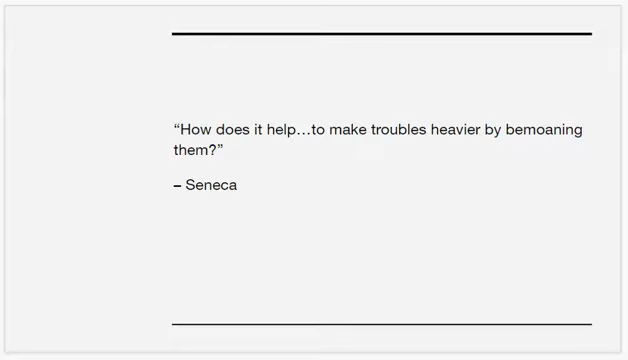 “How does it help…to make troubles heavier by bemoaning
them?”
– Seneca